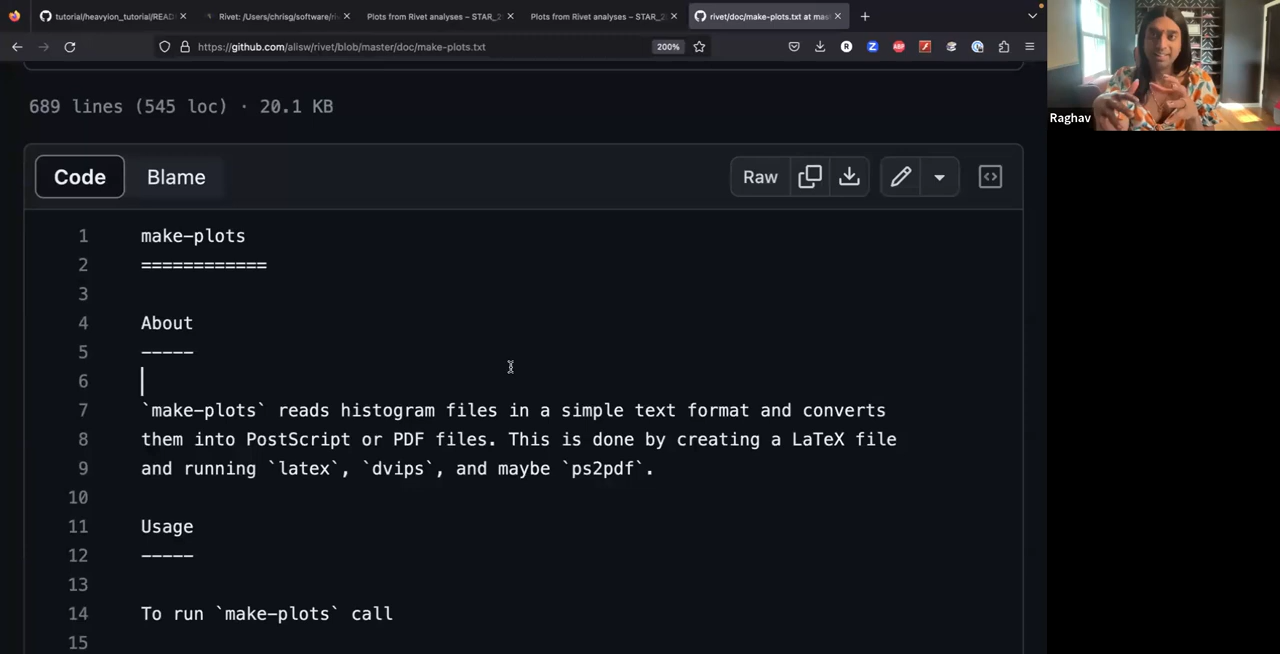 tutorial/heavyion_tutorial/READ
Rivet: /Users/chrisg/software/ri
Plots from Rivet analyses – STAR_2
Plots from Rivet analyses – STAR_2
rivet/doc/make-plots.txt at mas
https://github.com/alisw/rivet/blob/master/doc/make-plots.txt
200%
Raghav
689 lines (545 loc) · 20.1 KB
Code Blame Raw
1 make-plots
2 ============
3
4 About
5 -----
6
7 `make-plots` reads histogram files in a simple text format and converts
8 them into PostScript or PDF files. This is done by creating a LaTeX file
9 and running `latex`, `dvips`, and maybe `ps2pdf`.
10
11 Usage
12 -----
13
14 To run `make-plots` call
15